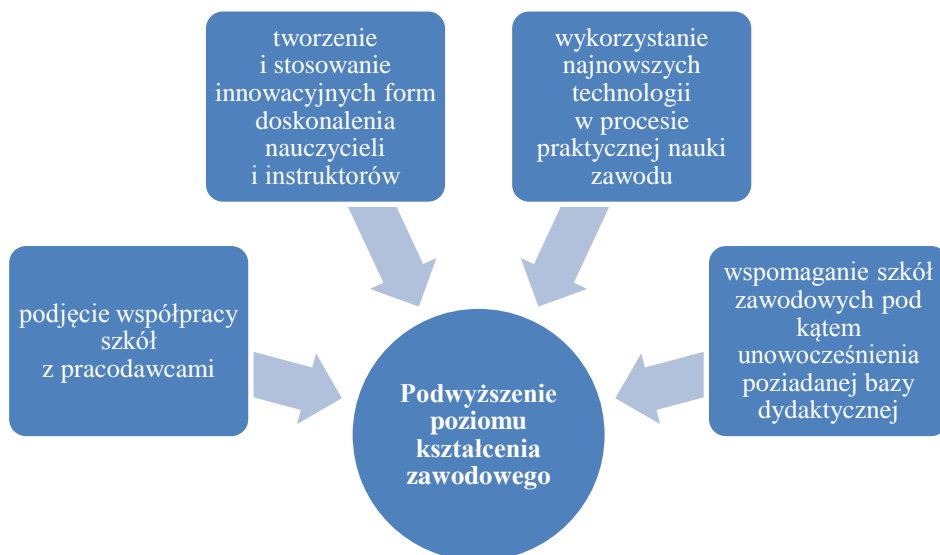 tworzenie
i stosowanie
innowacyjnych form
doskonalenia
nauczycieli
i instruktorów
wykorzystanie
najnowszych
technologii
w procesie
praktycznej nauki
zawodu
podjęcie współpracy
szkół
z pracodawcami
wspomaganie szkół
zawodowych pod
kątem
unowocześnienia
poziadanej bazy
dydaktycznej
Podwyższenie
poziomu
kształcenia
zawodowego